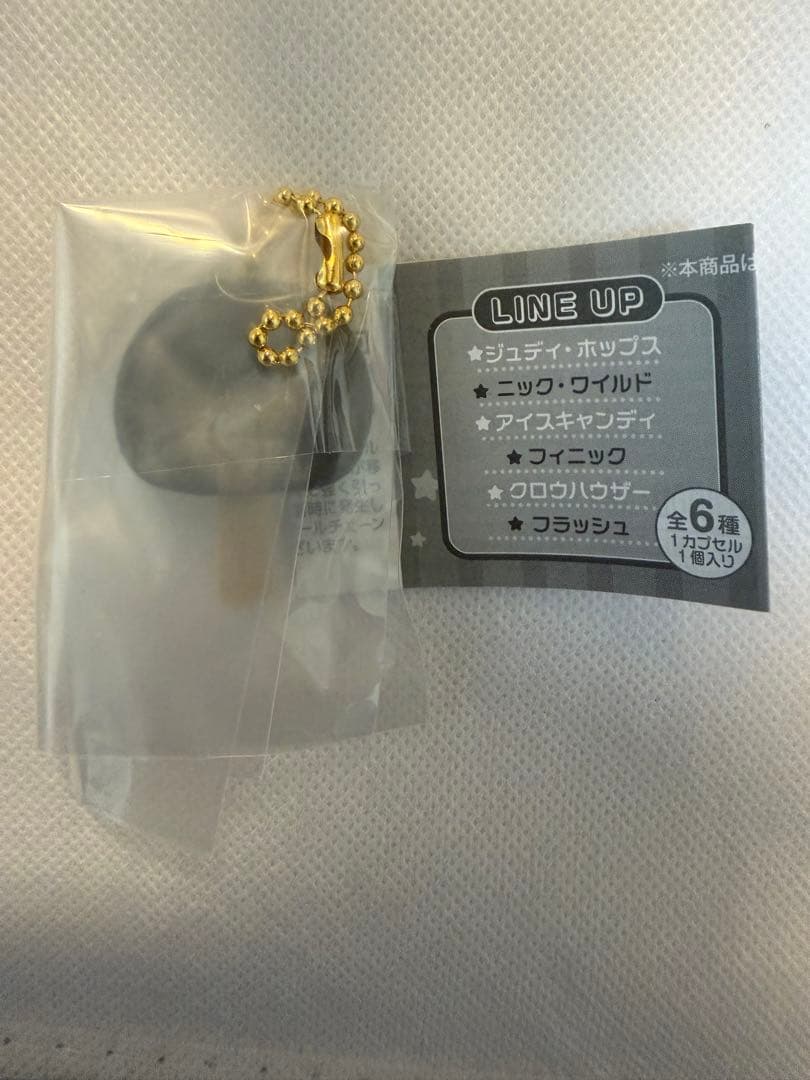 ※本商品は
LINE UP
★ジュディ・ホップス
★ニック・ワイルド
★アイスキャンディ
★フィニック
★クロウハウザー
★フラッシュ
全6種
1カプセル
1個入り